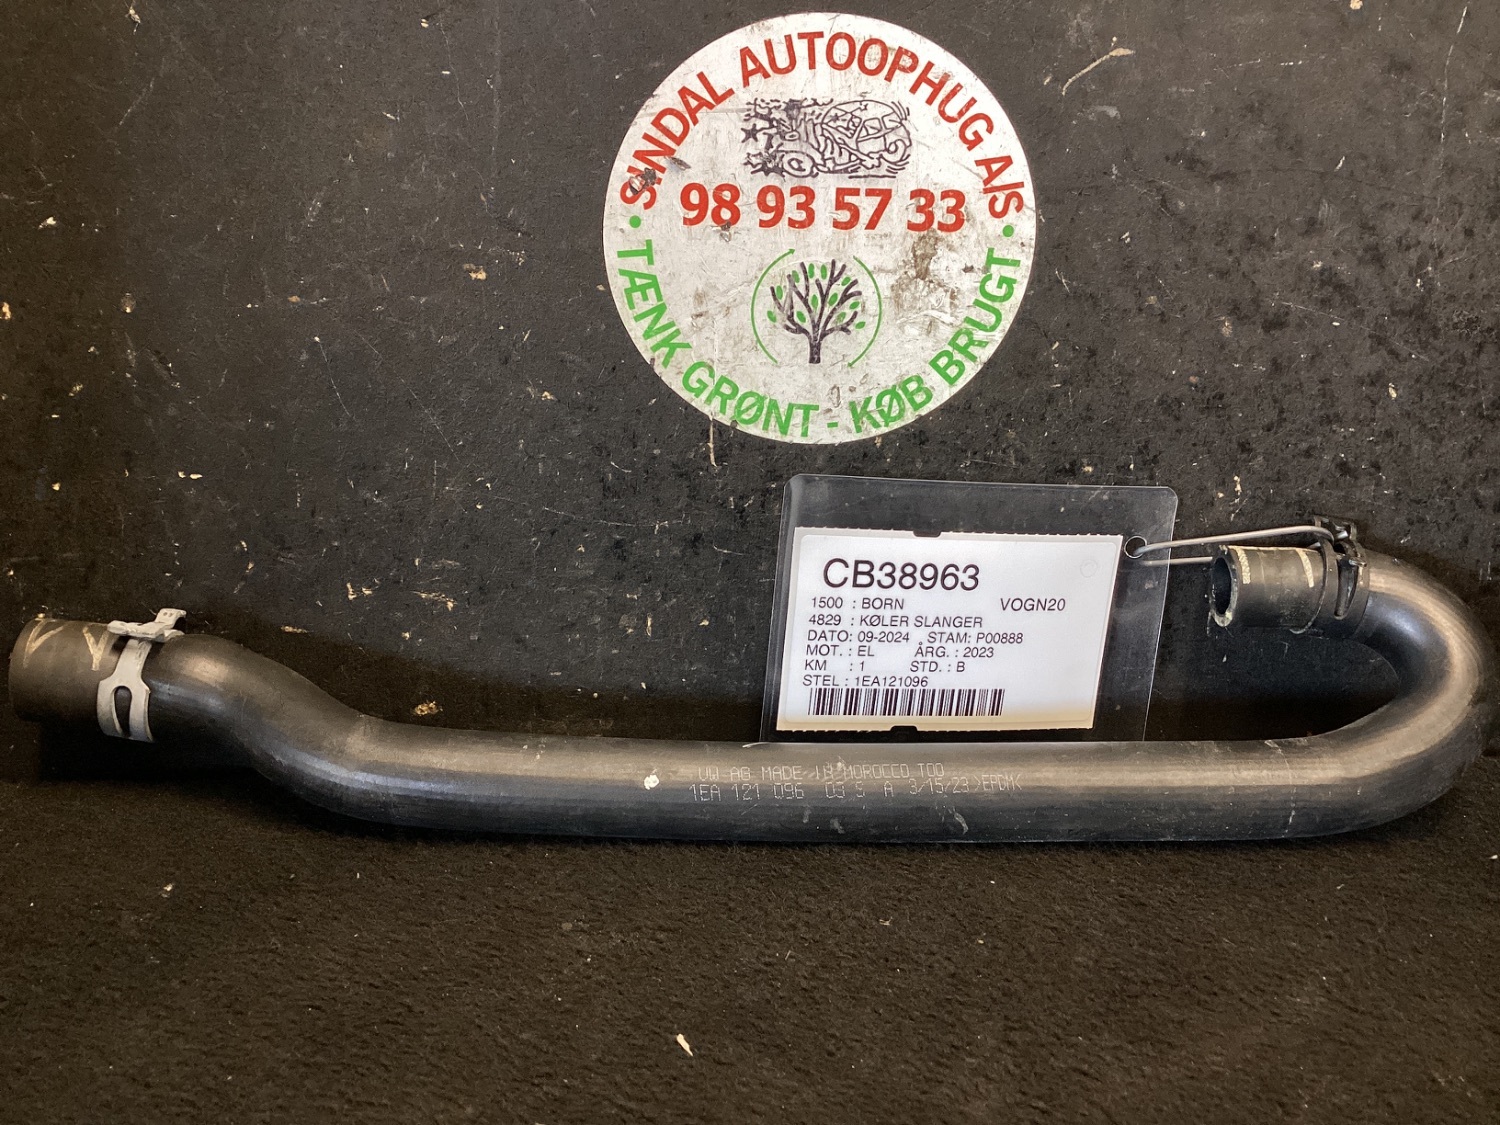 SINDAL AUTOOPHUG A/S
98 93 57 33
• TÆNK GRØNT - KØB BRUGT •
CB38963
1500 : BORN VOGN20
4829 : KØLER SLANGER
DATO: 09-2024 STAM: P00888
MOT. : EL ÅRG. : 2023
KM : 1 STD. : B
STEL : 1EA121096
VW AG MADE IN MOROCCO TOO
1EA 121 096 A 3/15/23 >EPDM<